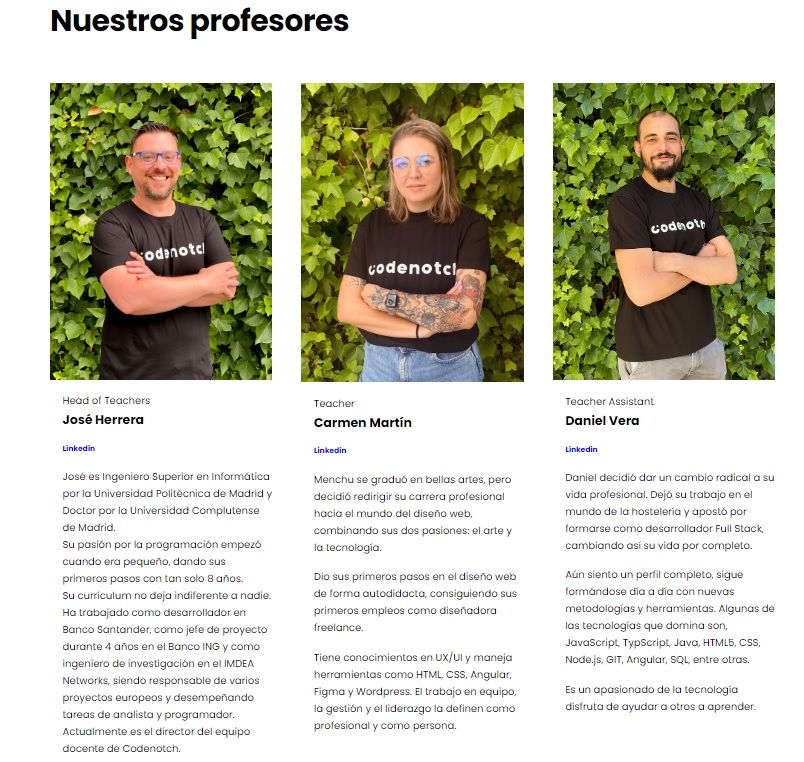 Nuestros profesores
codenotch
codenotch
codenotch
Head of Teachers
José Herrera
Linkedin
José es Ingeniero Superior en Informática
por la Universidad Politécnica de Madrid y
Doctor por la Universidad Complutense
de Madrid.
Su pasión por la programación empezó
cuando era pequeño, dando sus
primeros pasos con tan solo 8 años.
Su curriculum no deja indiferente a nadie.
Ha trabajado como desarrollador en
Banco Santander, como jefe de proyecto
durante 4 años en el Banco ING y como
ingeniero de investigación en el IMDEA
Networks, siendo responsable de varios
proyectos europeos y desempeñando
tareas de analista y programador.
Actualmente es el director del equipo
docente de Codenotch.
Teacher
Carmen Martín
Linkedin
Menchu se graduó en bellas artes, pero
decidió redirigir su carrera profesional
hacia el mundo del diseño web,
combinando sus dos pasiones: el arte y
la tecnología.
Dio sus primeros pasos en el diseño web
de forma autodidacta, consiguiendo sus
primeros empleos como diseñadora
freelance.
Tiene conocimientos en UX/UI y maneja
herramientas como HTML, CSS, Angular,
Figma y Wordpress. El trabajo en equipo,
la gestión y el liderazgo la definen como
profesional y como persona.
Teacher Assistant
Daniel Vera
Linkedin
Daniel decidió dar un cambio radical a su
vida profesional. Dejó su trabajo en el
mundo de la hostelería y apostó por
formarse como desarrollador Full Stack,
cambiando así su vida por completo.
Aún siento un perfil completo, sigue
formándose día a día con nuevas
metodologías y herramientas. Algunas de
las tecnologías que domina son,
JavaScript, TypScript, Java, HTML5, CSS,
Node.js, GIT, Angular, SQL, entre otras.
Es un apasionado de la tecnología
disfruta de ayudar a otros a aprender.